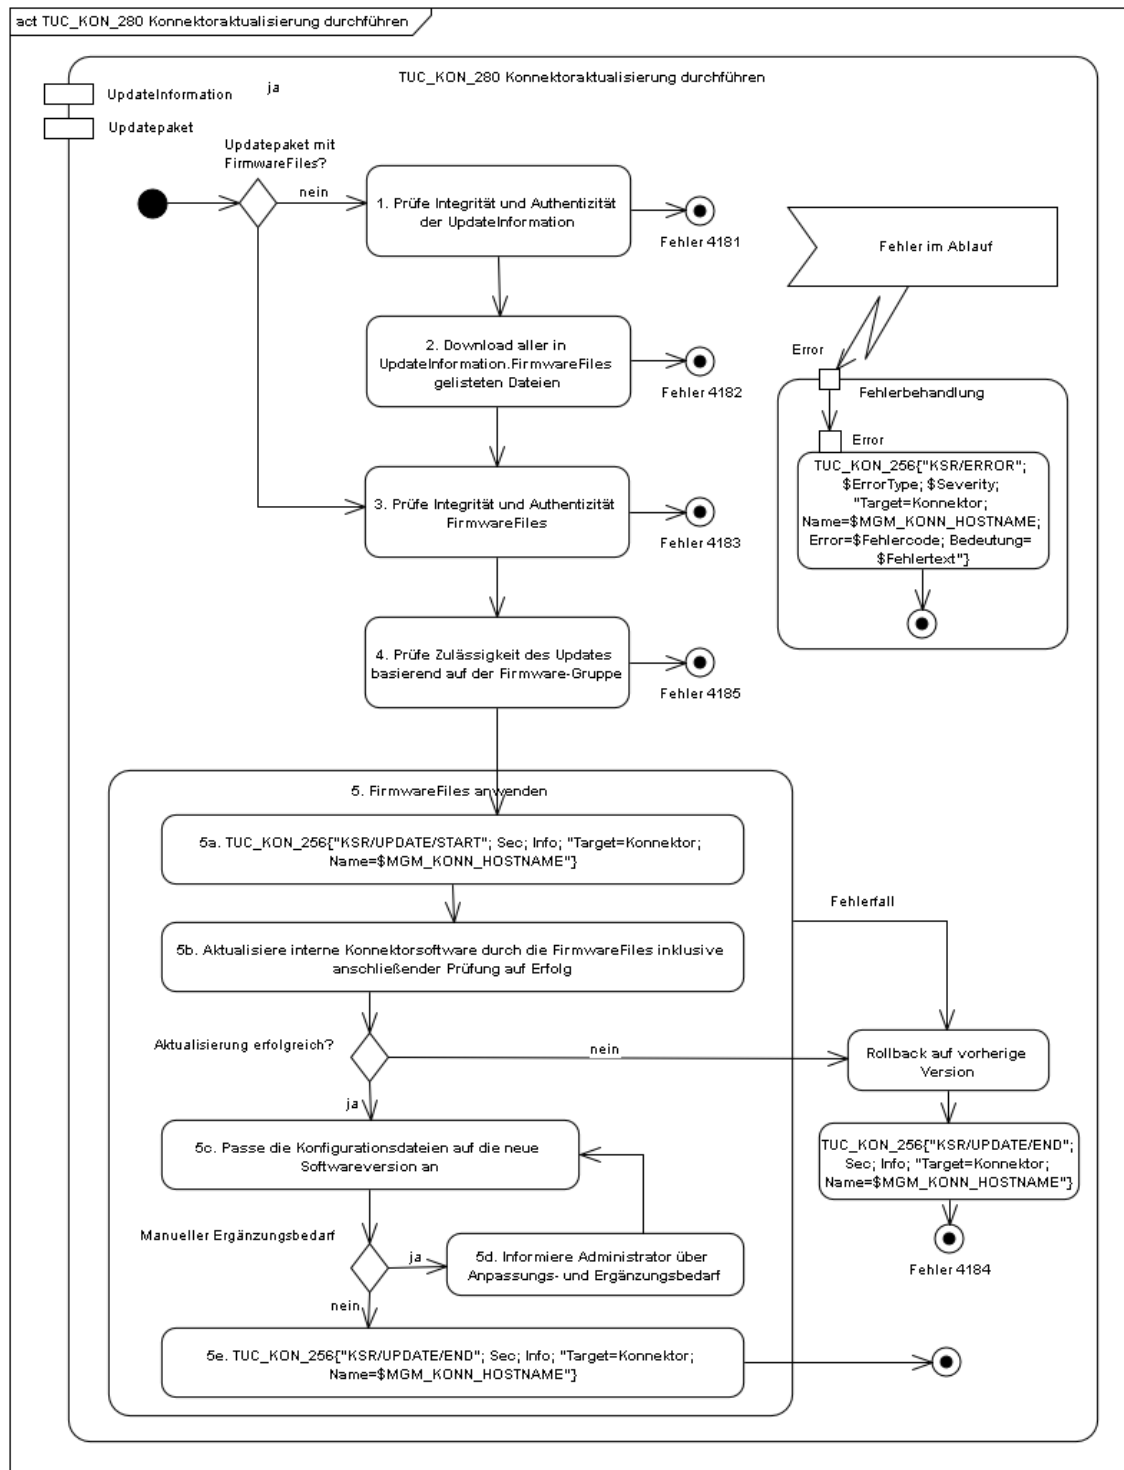 act TUC_KON_280 Konnektoraktualisierung durchführen
TUC_KON_280 Konnektoraktualisierung durchführen
UpdateInformation
ja
Updatepaket
Updatepaket mit
FirmwareFiles?
nein
1. Prüfe Integrität und Authentizität
der UpdateInformation
Fehler 4181
Fehler im Ablauf
2. Download aller in
UpdateInformation.FirmwareFiles
gelisteten Dateien
Fehler 4182
Error
Fehlerbehandlung
Error
TUC_KON_256{"KSR/ERROR";
$ErrorType; $Severity;
"Target=Konnektor;
Name=$MGM_KONN_HOSTNAME;
Error=$Fehlercode; Bedeutung=
$Fehlertext"}
3. Prüfe Integrität und Authentizität
FirmwareFiles
Fehler 4183
4. Prüfe Zulässigkeit des Updates
basierend auf der Firmware-Gruppe
Fehler 4185
5. FirmwareFiles anwenden
5a. TUC_KON_256{"KSR/UPDATE/START"; Sec; Info; "Target=Konnektor;
Name=$MGM_KONN_HOSTNAME"}
Fehlerfall
5b. Aktualisiere interne Konnektorsoftware durch die FirmwareFiles inklusive
anschließender Prüfung auf Erfolg
Aktualisierung erfolgreich?
nein
Rollback auf vorherige
Version
ja
5c. Passe die Konfigurationsdateien auf die neue
Softwareversion an
TUC_KON_256{"KSR/UPDATE/END";
Sec; Info; "Target=Konnektor;
Name=$MGM_KONN_HOSTNAME"}
Manueller Ergänzungsbedarf
ja
5d. Informiere Administrator über
Anpassungs- und Ergänzungsbedarf
Fehler 4184
nein
5e. TUC_KON_256{"KSR/UPDATE/END"; Sec; Info; "Target=Konnektor;
Name=$MGM_KONN_HOSTNAME"}